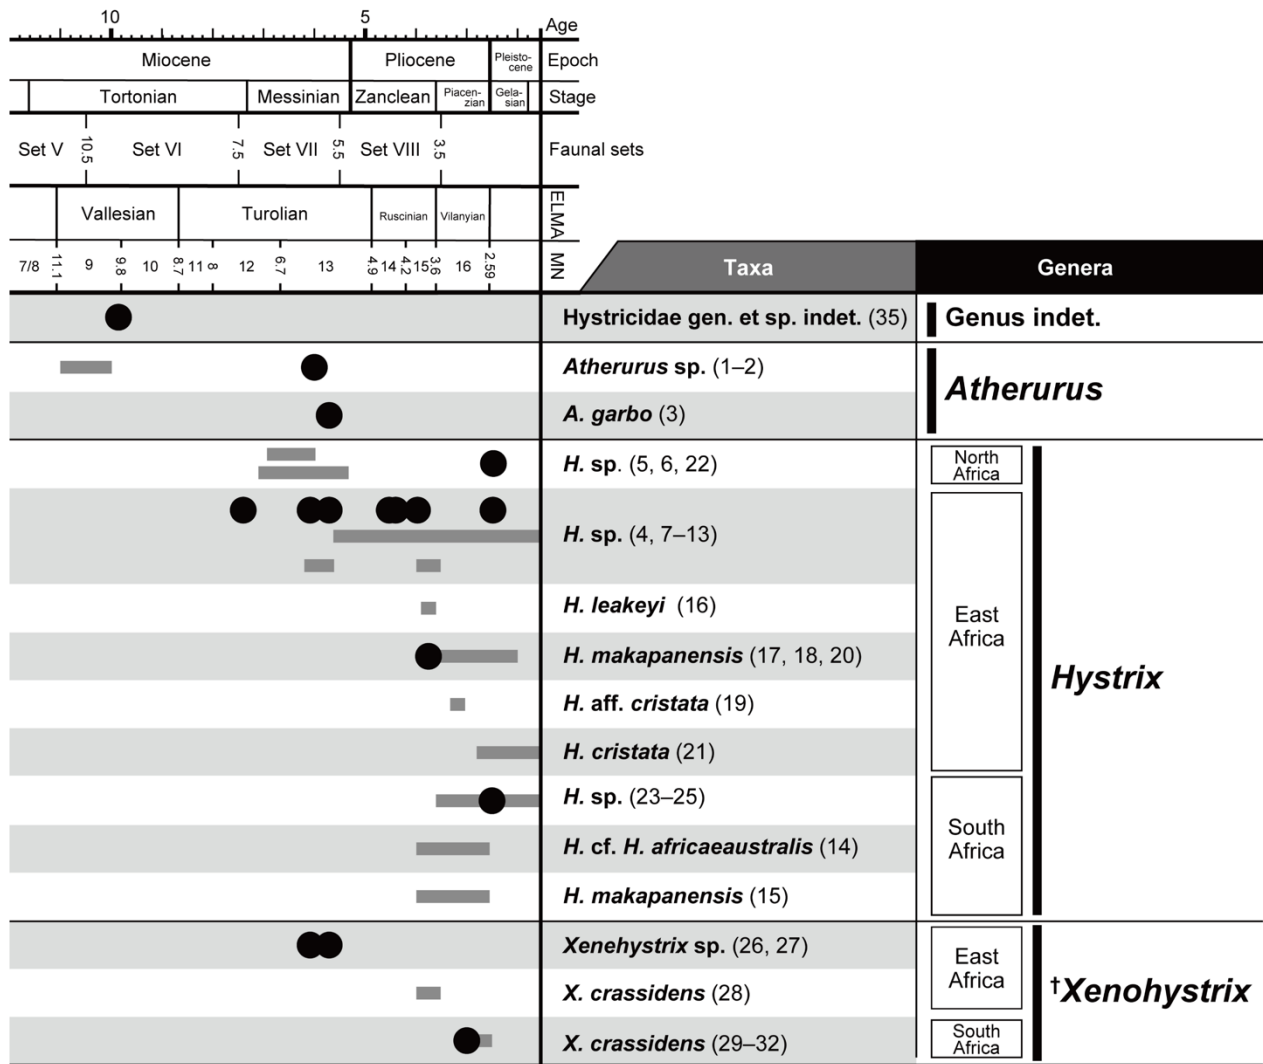 10 5 Age
Miocene Pliocene Pleisto-
cene Epoch
Tortonian Messinian Zanclean Piacen-
zian Gela-
sian Stage
Set V 10.5 Set VI 7.5 Set VII 5.5 Set VIII 3.5 Faunal sets
Vallesian Turolian Ruscinian Vilanyian ELMA
7/8 11.1 9 9.8 10 8.7 11 8 12 6.7 13 4.9 14 4.2 15 3.6 16 2.59 MN
Taxa Genera
Hystricidae gen. et sp. indet. (35) Genus indet.
Atherurus sp. (1–2)
A. garbo (3)
Atherurus
H. sp. (5, 6, 22)
North
Africa
H. sp. (4, 7–13)
H. leakeyi (16)
H. makapanensis (17, 18, 20)
H. aff. cristata (19)
H. cristata (21)
East
Africa
H. sp. (23–25)
H. cf. H. africaeaustralis (14)
H. makapanensis (15)
South
Africa
Hystrix
Xenehystrix sp. (26, 27)
X. crassidens (28)
East
Africa
X. crassidens (29–32)
South
Africa
†Xenohystrix